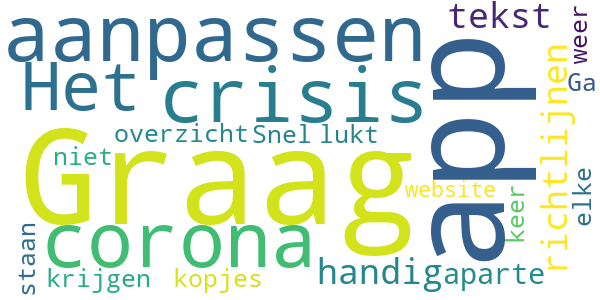 aanpassen
tekst
weer
Het
crisis
app
Ga
richtlijnen
overzicht
Snel
lukt
Graag
niet
website
elke
keer
corona
staan
krijgen
kopjes
handig
aparte